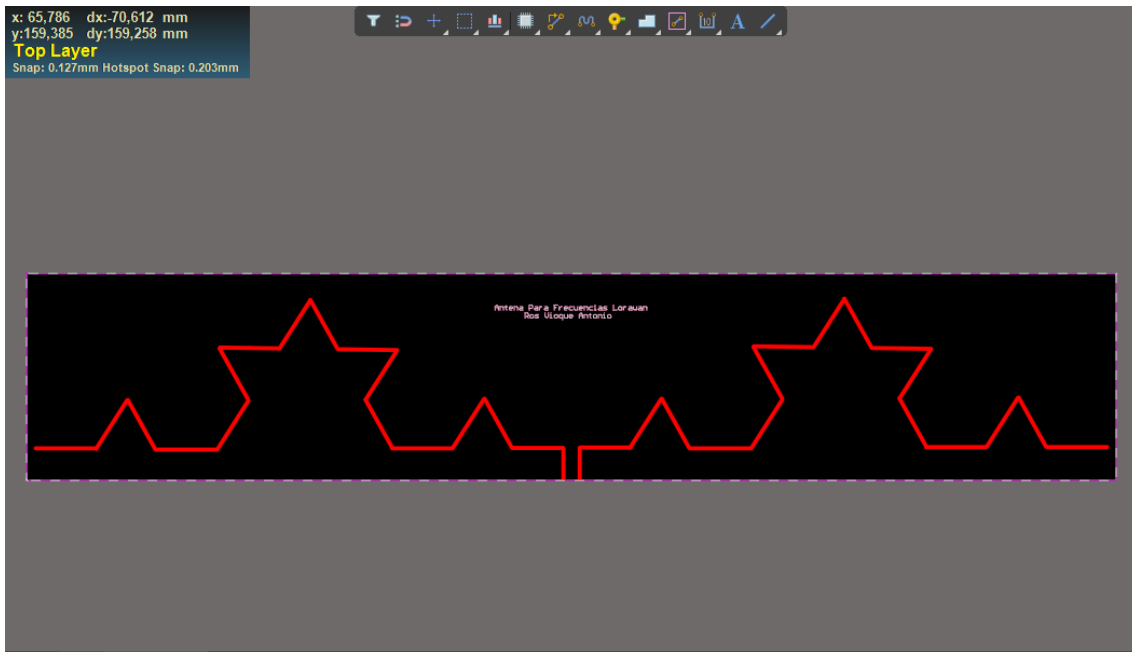 x: 65,786 dx:-70,612 mm
y:159,385 dy:159,258 mm
Top Layer
Snap: 0.127mm Hotspot Snap: 0.203mm
A
Antena Para Frecuencias Lorauan
Ros Vioque Antonio